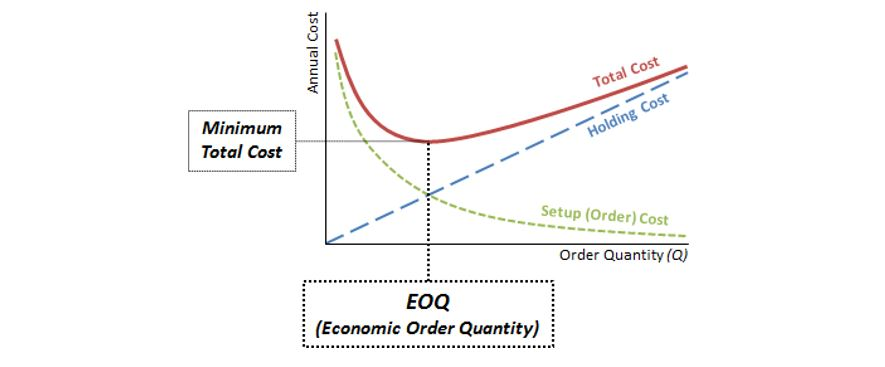 Annual Cost
Total Cost
Holding Cost
Minimum
Total Cost
Setup (Order) Cost
Order Quantity (Q)
EOQ
(Economic Order Quantity)